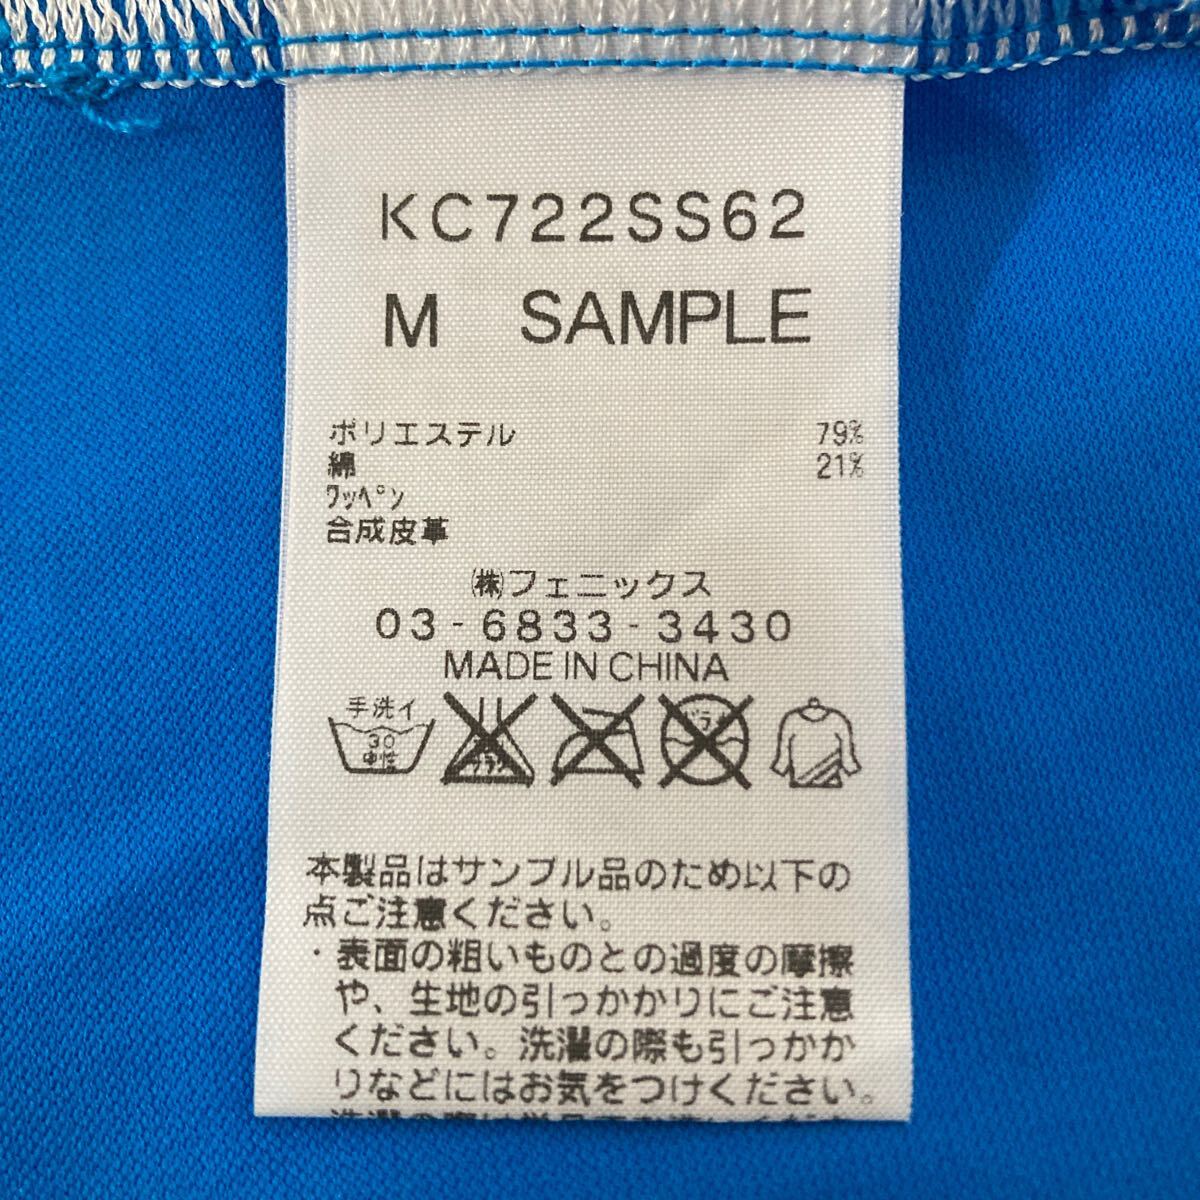 KC722SS62
M SAMPLE
ポリエステル 79%
綿 21%
ﾜｯﾍﾟﾝ
合成皮革
㈱フェニックス
03-6833-3430
MADE IN CHINA
手洗イ
30
中性
ドライ
本製品はサンプル品のため以下の
点ご注意ください。
・表面の粗いものとの過度の摩擦
や、生地の引っかかりにご注意
ください。洗濯の際も引っかか
りなどにはお気をつけください。